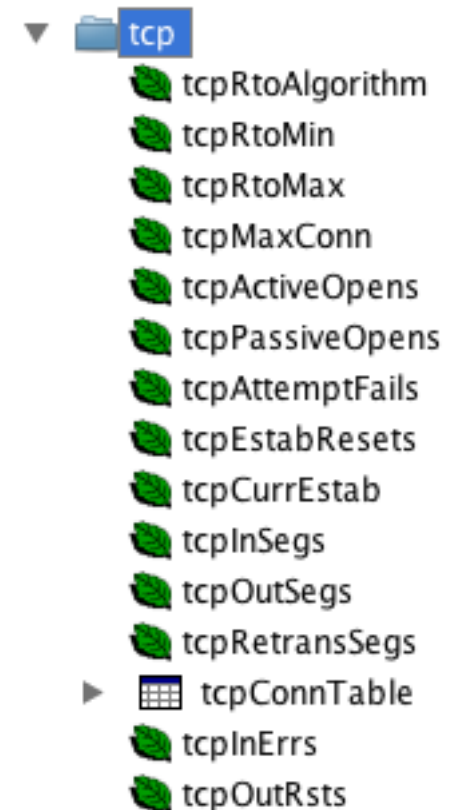 tcp
tcpRtoAlgorithm
tcpRtoMin
tcpRtoMax
tcpMaxConn
tcpActiveOpens
tcpPassiveOpens
tcpAttemptFails
tcpEstabResets
tcpCurrEstab
tcpInSegs
tcpOutSegs
tcpRetransSegs
tcpConnTable
tcpInErrs
tcpOutRsts